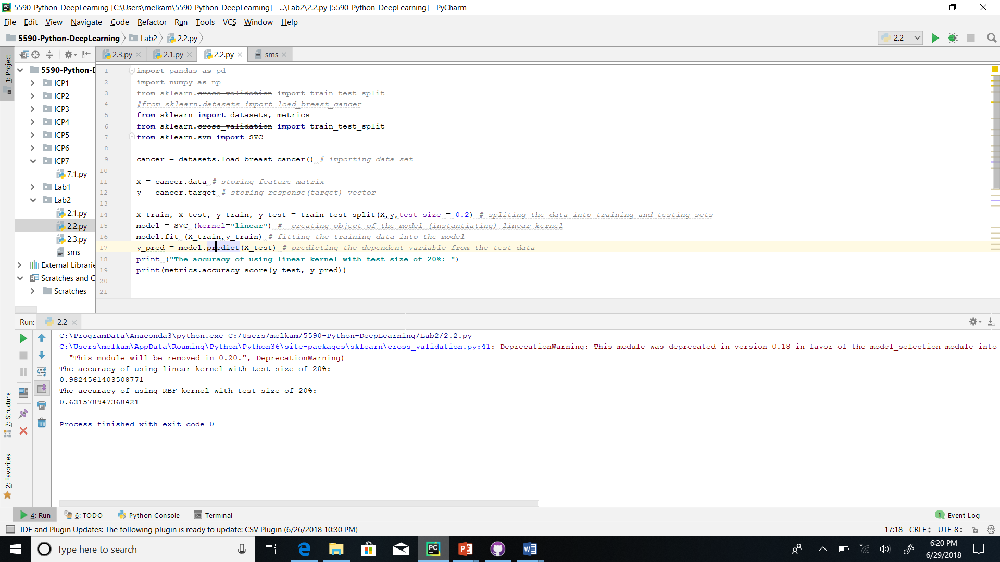 5590-Python-DeepLearning [C:\Users\melkam\5590-Python-DeepLearning] - ...\Lab2\2.2.py [5590-Python-DeepLearning] - PyCharm
File Edit View Navigate Code Refactor Run Tools VCS Window Help
5590-Python-DeepLearning Lab2 2.2.py 2.2
2.3.py 2.1.py 2.2.py sms
1: Project
5590-Python-D
ICP1
ICP2
ICP3
ICP4
ICP5
ICP6
ICP7
7.1.py
Lab1
Lab2
2.1.py
2.2.py
2.3.py
sms
External Librarie
Scratches and C
Scratches
1 import pandas as pd
2 import numpy as np
3 from sklearn.cross_validation import train_test_split
4 #from sklearn.datasets import load_breast_cancer
5 from sklearn import datasets, metrics
6 from sklearn.cross_validation import train_test_split
7 from sklearn.svm import SVC
8
9 cancer = datasets.load_breast_cancer() # importing data set
10
11 X = cancer.data # storing feature matrix
12 y = cancer.target # storing response(target) vector
13
14 X_train, X_test, y_train, y_test = train_test_split(X,y,test_size = 0.2) # spliting the data into training and testing sets
15 model = SVC (kernel="linear") #  creating object of the model (instantiating) linear kernel
16 model.fit (X_train,y_train) # fitting the training data into the model
17 y_pred = model.predict(X_test) # predicting the dependent variable from the test data
18 print ("The accuracy of using linear kernel with test size of 20%: ")
19 print(metrics.accuracy_score(y_test, y_pred))
20
21
Run: 2.2
C:\ProgramData\Anaconda3\python.exe C:/Users/melkam/5590-Python-DeepLearning/Lab2/2.2.py
C:\Users\melkam\AppData\Roaming\Python\Python36\site-packages\sklearn\cross_validation.py:41: DeprecationWarning: This module was deprecated in version 0.18 in favor of the model_selection module into
"This module will be removed in 0.20.", DeprecationWarning)
The accuracy of using linear kernel with test size of 20%:
0.9824561403508771
The accuracy of using RBF kernel with test size of 20%:
0.631578947368421
Process finished with exit code 0
7: Structure
2: Favorites
4: Run 6: TODO Python Console Terminal 1 Event Log
IDE and Plugin Updates: The following plugin is ready to update: CSV Plugin (6/26/2018 10:30 PM) 17:18 CRLF UTF-8
Type here to search
6:20 PM
6/29/2018